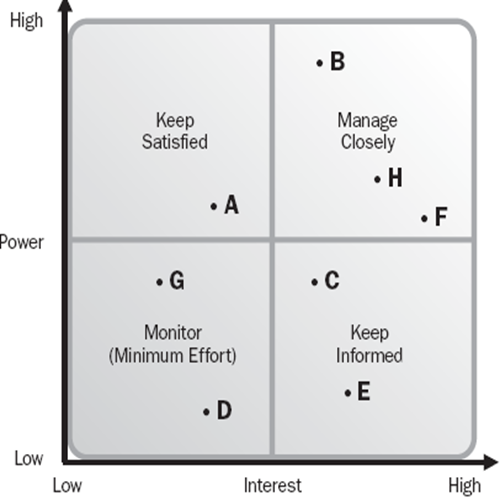 High
B
Keep
Satisfied
Manage
Closely
H
A
F
Power
G
C
Monitor
(Minimum Effort)
Keep
Informed
E
D
Low
Low
Interest
High